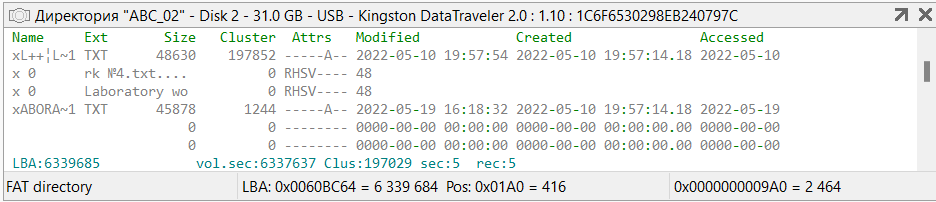 Директория "ABC_02" - Disk 2 - 31.0 GB - USB - Kingston DataTraveler 2.0 : 1.10 : 1C6F6530298EB240797C
Name Ext Size Cluster Attrs Modified Created Accessed
xL++¦L~1 TXT 48630 197852 -----A-- 2022-05-10 19:57:54 2022-05-10 19:57:14.18 2022-05-10
x 0 rk №4.txt.... 0 RHSV---- 48
x 0 Laboratory wo 0 RHSV---- 48
xABORA~1 TXT 45878 1244 -----A-- 2022-05-19 16:18:32 2022-05-10 19:57:14.18 2022-05-19
0 0 -------- 0000-00-00 00:00:00 0000-00-00 00:00:00 0000-00-00
0 0 -------- 0000-00-00 00:00:00 0000-00-00 00:00:00 0000-00-00
LBA:6339685 vol.sec:6337637 Clus:197029 sec:5 rec:5
FAT directory LBA: 0x0060BC64 = 6 339 684 Pos: 0x01A0 = 416 0x0000000009A0 = 2 464